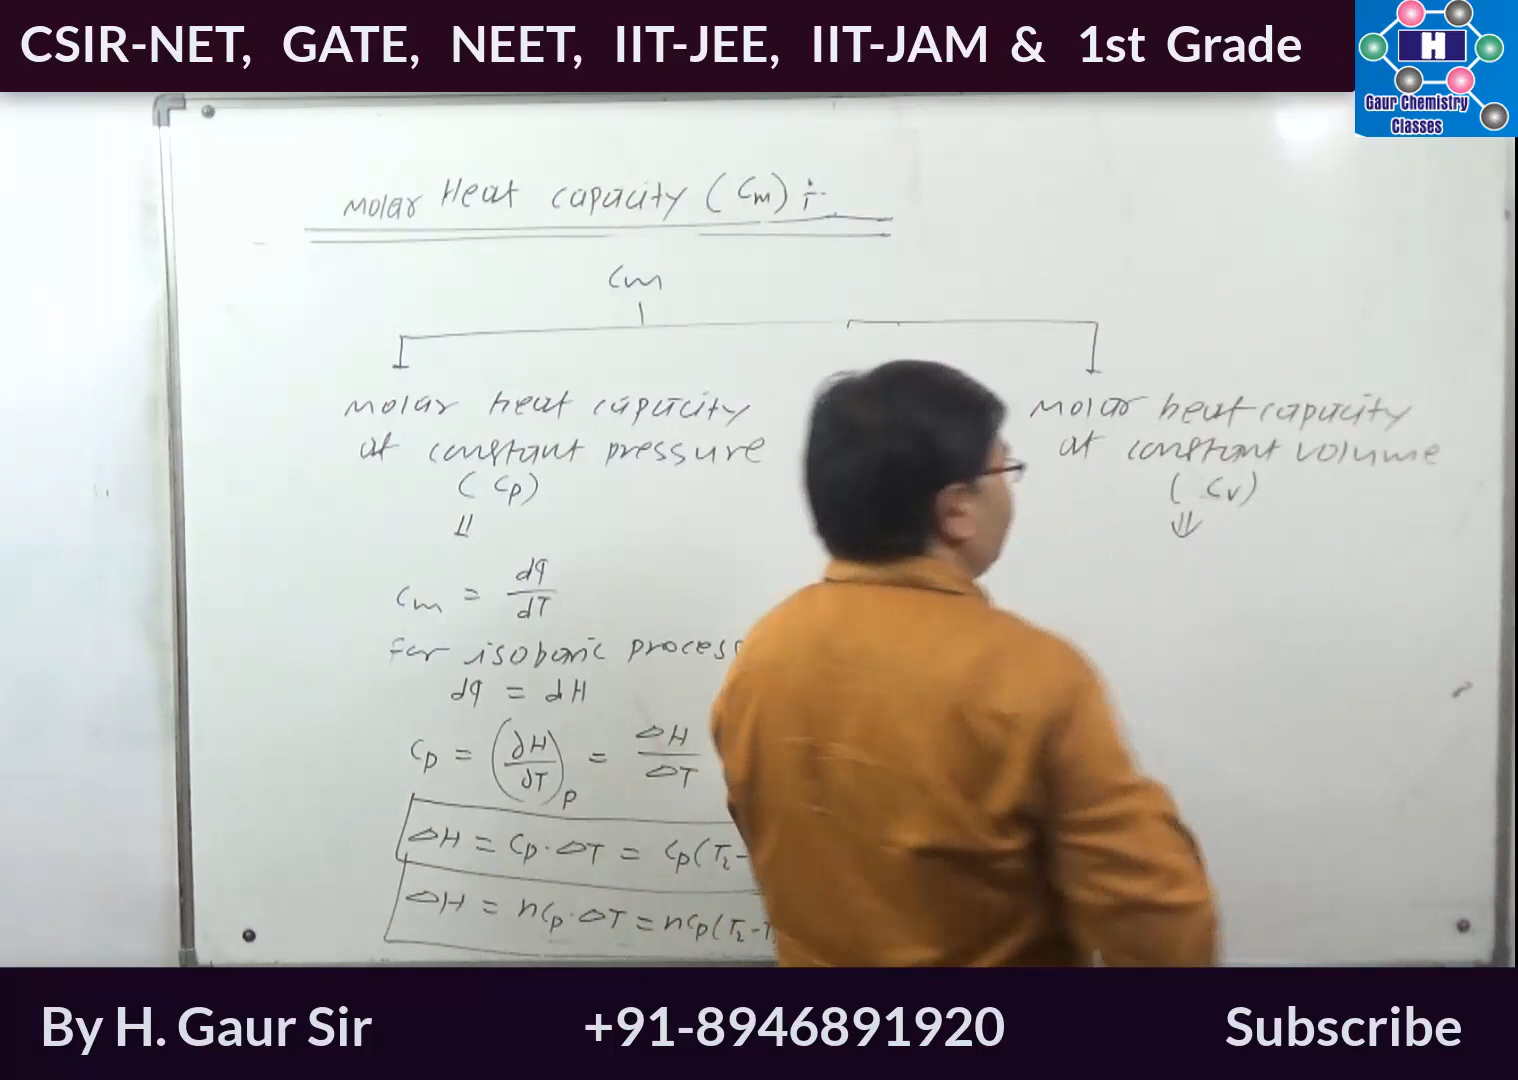 CSIR-NET, GATE, NEET, IIT-JEE, IIT-JAM & 1st Grade
H
Gaur Chemistry
Classes
Molar Heat capacity (Cm) :-
Cm
Molar heat capacity
at constant pressure
(Cp)
⇓
Cm = dq/dT
For isobaric process
dq = dH
Cp = (∂H/∂T)p = ΔH/ΔT
ΔH = Cp·ΔT = Cp(T₂-
ΔH = nCp·ΔT = nCp(T₂-T
Molar heat capacity
at constant volume
(Cv)
⇓
By H. Gaur Sir
+91-8946891920
Subscribe